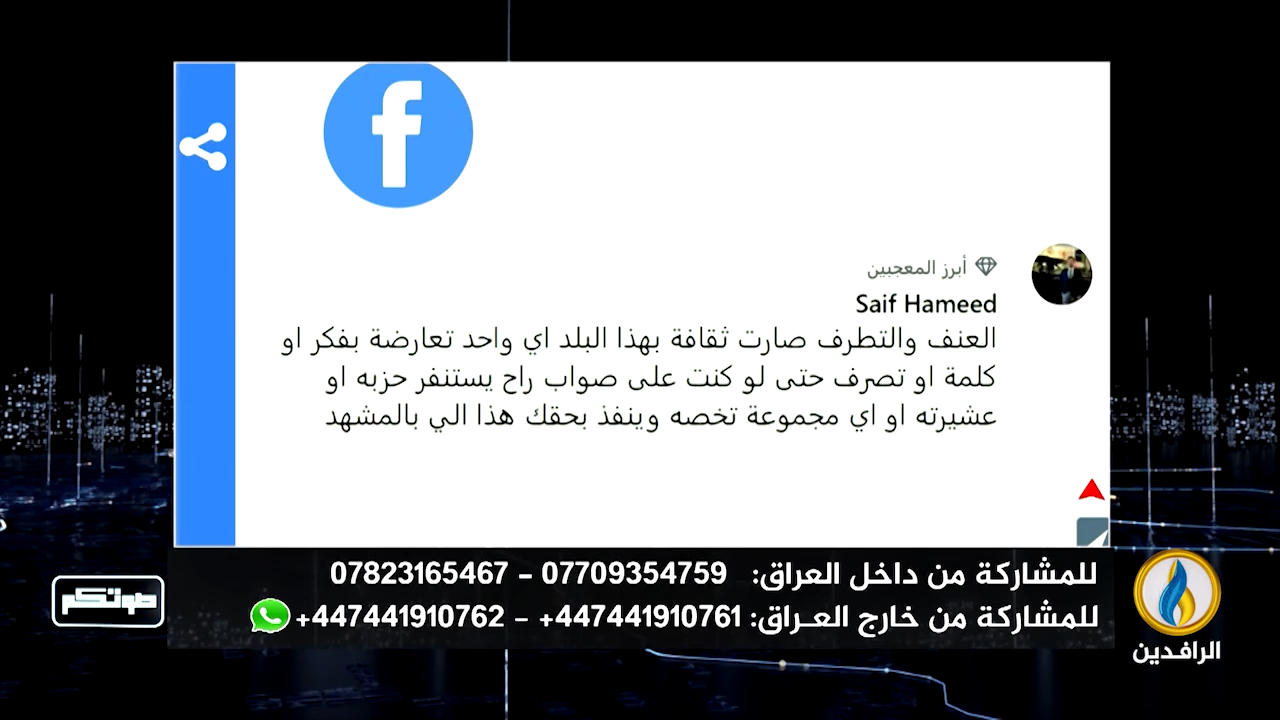 أبرز المعجبين
Saif Hameed
العنف والتطرف صارت ثقافة بهذا البلد اي واحد تعارضة بفكر او
كلمة او تصرف حتى لو كنت على صواب راح يستنفر حزبه او
عشيرته او اي مجموعة تخصه وينفذ بحقك هذا الي بالمشهد
للمشاركة من داخل العراق: 07709354759 - 07823165467
للمشاركة من خارج العـراق: 447441910761+ - 447441910762+
صوتكم
الرافدين